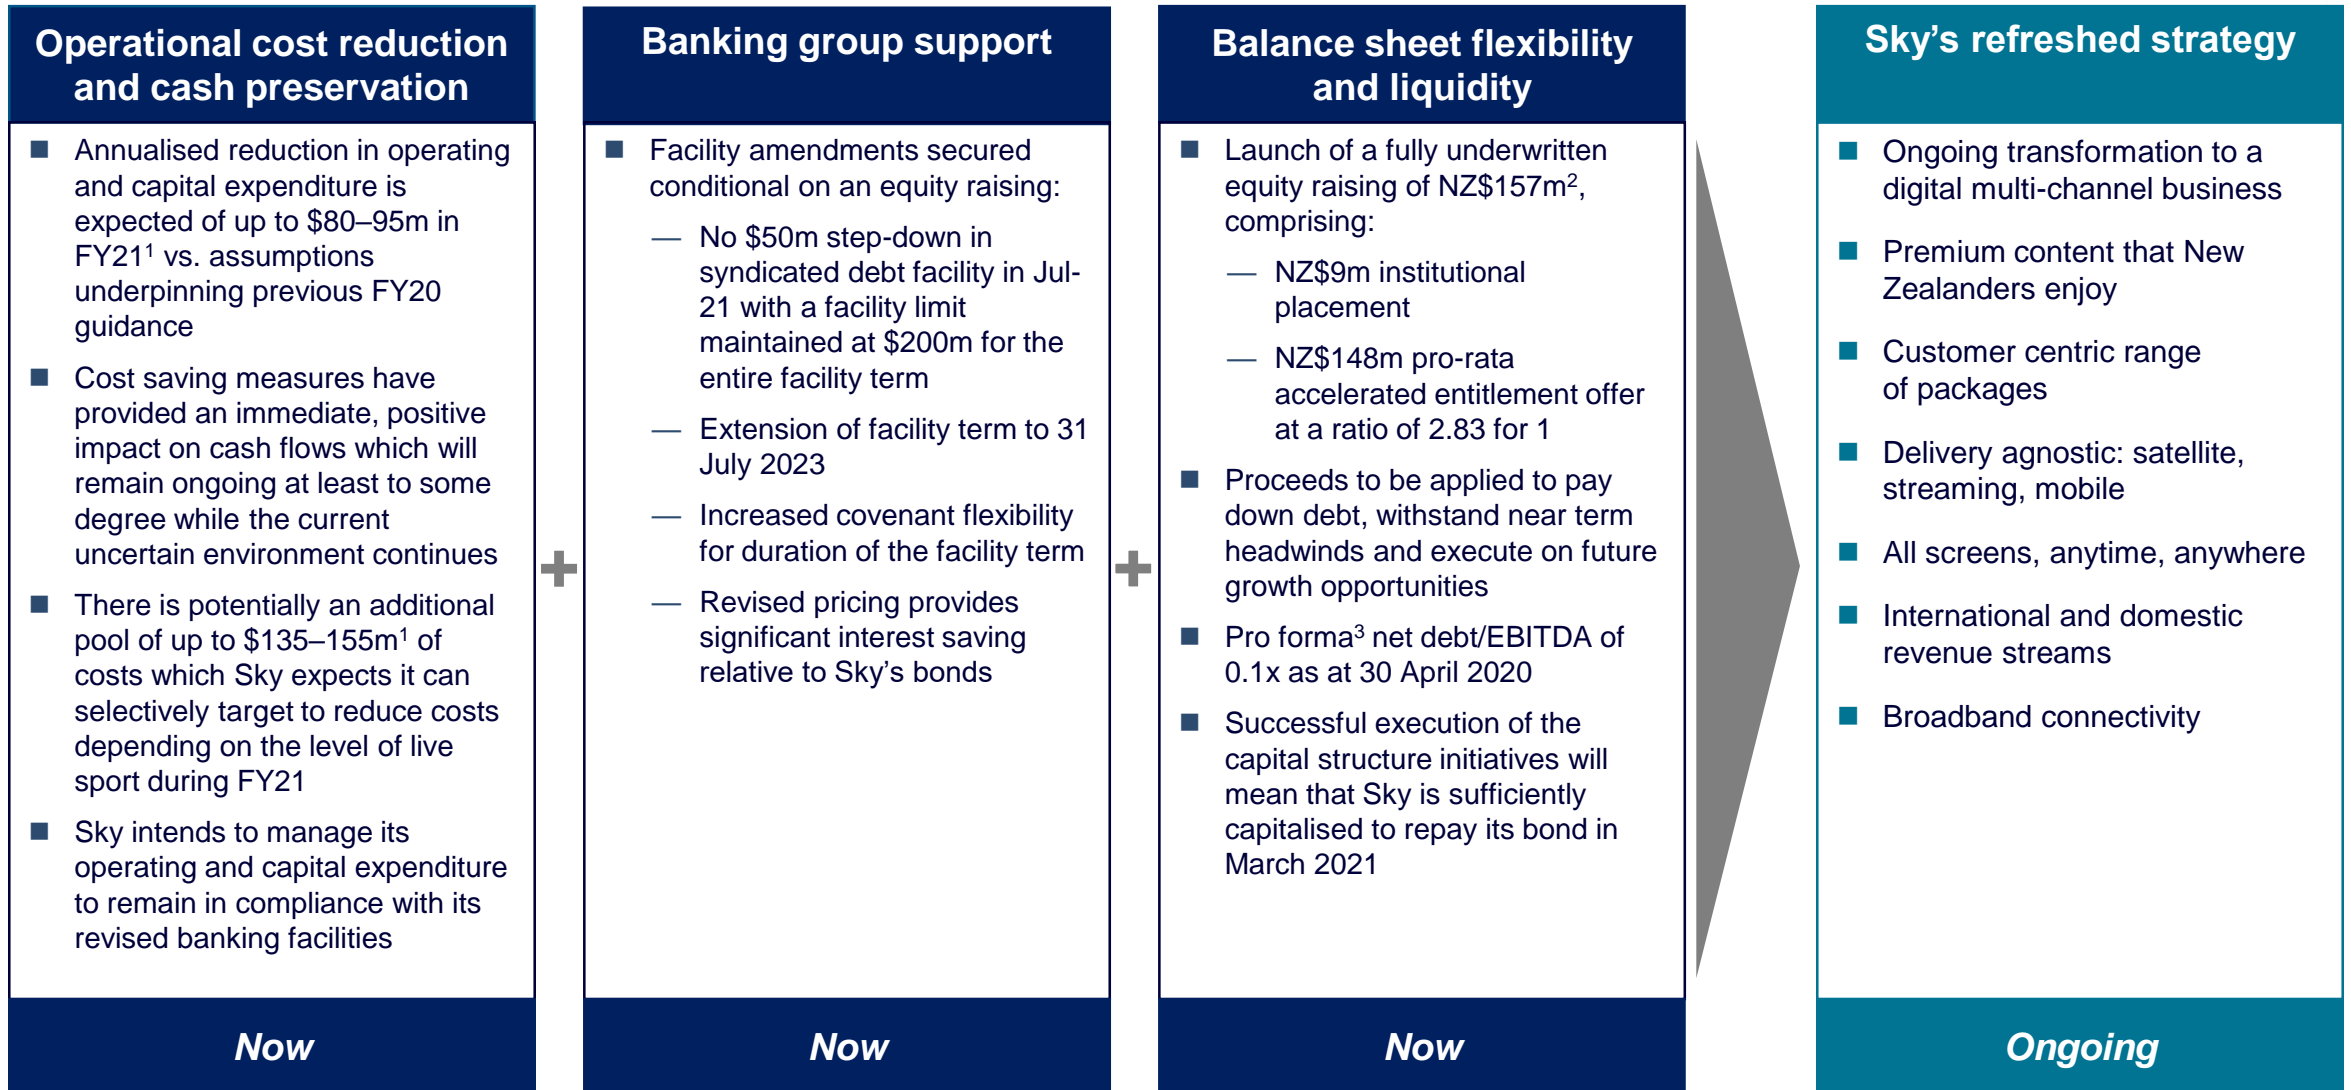 Operational cost reduction
and cash preservation
Annualised reduction in operating
and capital expenditure is
expected of up to $80–95m in
FY21¹ vs. assumptions
underpinning previous FY20
guidance
Cost saving measures have
provided an immediate, positive
impact on cash flows which will
remain ongoing at least to some
degree while the current
uncertain environment continues
There is potentially an additional
pool of up to $135–155m¹ of
costs which Sky expects it can
selectively target to reduce costs
depending on the level of live
sport during FY21
Sky intends to manage its
operating and capital expenditure
to remain in compliance with its
revised banking facilities
Now
Banking group support
Facility amendments secured
conditional on an equity raising:
— No $50m step-down in
syndicated debt facility in Jul-
21 with a facility limit
maintained at $200m for the
entire facility term
— Extension of facility term to 31
July 2023
— Increased covenant flexibility
for duration of the facility term
— Revised pricing provides
significant interest saving
relative to Sky’s bonds
Now
Balance sheet flexibility
and liquidity
Launch of a fully underwritten
equity raising of NZ$157m²,
comprising:
— NZ$9m institutional
placement
— NZ$148m pro-rata
accelerated entitlement offer
at a ratio of 2.83 for 1
Proceeds to be applied to pay
down debt, withstand near term
headwinds and execute on future
growth opportunities
Pro forma³ net debt/EBITDA of
0.1x as at 30 April 2020
Successful execution of the
capital structure initiatives will
mean that Sky is sufficiently
capitalised to repay its bond in
March 2021
Now
Sky’s refreshed strategy
Ongoing transformation to a
digital multi-channel business
Premium content that New
Zealanders enjoy
Customer centric range
of packages
Delivery agnostic: satellite,
streaming, mobile
All screens, anytime, anywhere
International and domestic
revenue streams
Broadband connectivity
Ongoing